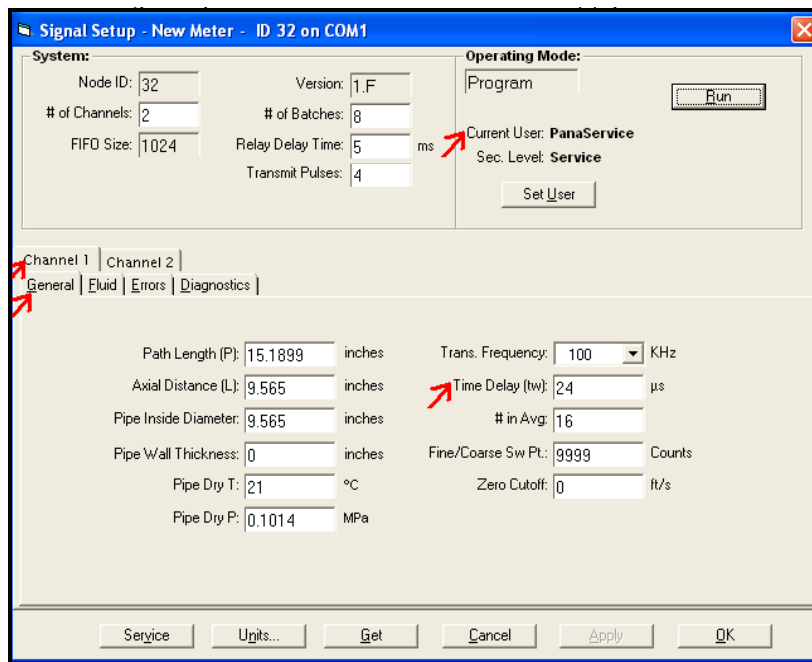 Signal Setup - New Meter - ID 32 on COM1
System:
Node ID: 32
Version: 1.F
# of Channels: 2
# of Batches: 8
FIFO Size: 1024
Relay Delay Time: 5 ms
Transmit Pulses: 4
Operating Mode:
Program
Run
Current User: PanaService
Sec. Level: Service
Set User
Channel 1
Channel 2
General
Fluid
Errors
Diagnostics
Path Length (P): 15.1899 inches
Axial Distance (L): 9.565 inches
Pipe Inside Diameter: 9.565 inches
Pipe Wall Thickness: 0 inches
Pipe Dry T: 21 °C
Pipe Dry P: 0.1014 MPa
Trans. Frequency: 100 KHz
Time Delay (tw): 24 µs
# in Avg: 16
Fine/Coarse Sw Pt.: 9999 Counts
Zero Cutoff: 0 ft/s
Service
Units...
Get
Cancel
Apply
OK